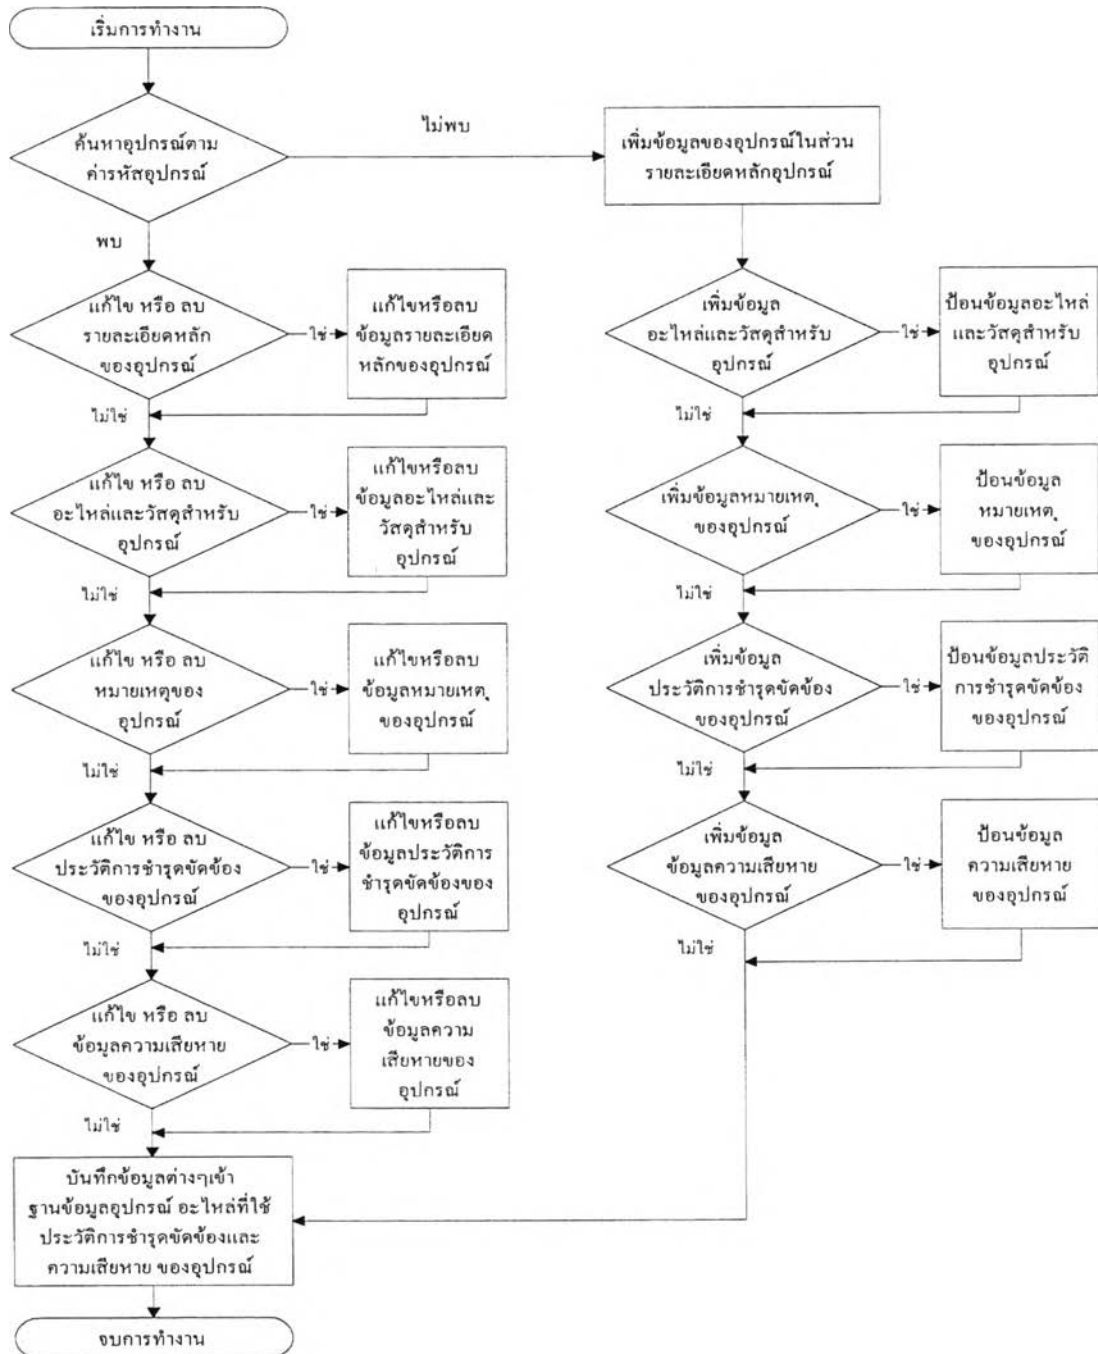 เริ่มการทำงาน
ค้นหาอุปกรณ์ตาม
ค่ารหัสอุปกรณ์
ไม่พบ
เพิ่มข้อมูลของอุปกรณ์ในส่วน
รายละเอียดหลักอุปกรณ์
พบ
แก้ไข หรือ ลบ
รายละเอียดหลัก
ของอุปกรณ์
ใช่
แก้ไขหรือลบ
ข้อมูลรายละเอียด
หลักของอุปกรณ์
ไม่ใช่
แก้ไข หรือ ลบ
อะไหล่และวัสดุสำหรับ
อุปกรณ์
ใช่
แก้ไขหรือลบ
ข้อมูลอะไหล่และ
วัสดุสำหรับ
อุปกรณ์
ไม่ใช่
แก้ไข หรือ ลบ
หมายเหตุของ
อุปกรณ์
ใช่
แก้ไขหรือลบ
ข้อมูลหมายเหตุ
ของอุปกรณ์
ไม่ใช่
แก้ไข หรือ ลบ
ประวัติการชำรุดขัดข้อง
ของอุปกรณ์
ใช่
แก้ไขหรือลบ
ข้อมูลประวัติการ
ชำรุดขัดข้องของ
อุปกรณ์
ไม่ใช่
แก้ไข หรือ ลบ
ข้อมูลความเสียหาย
ของอุปกรณ์
ใช่
แก้ไขหรือลบ
ข้อมูลความ
เสียหายของ
อุปกรณ์
ไม่ใช่
เพิ่มข้อมูล
อะไหล่และวัสดุสำหรับ
อุปกรณ์
ใช่
ป้อนข้อมูลอะไหล่
และวัสดุสำหรับ
อุปกรณ์
ไม่ใช่
เพิ่มข้อมูลหมายเหตุ
ของอุปกรณ์
ใช่
ป้อนข้อมูล
หมายเหตุ
ของอุปกรณ์
ไม่ใช่
เพิ่มข้อมูล
ประวัติการชำรุดขัดข้อง
ของอุปกรณ์
ใช่
ป้อนข้อมูลประวัติ
การชำรุดขัดข้อง
ของอุปกรณ์
ไม่ใช่
เพิ่มข้อมูล
ข้อมูลความเสียหาย
ของอุปกรณ์
ใช่
ป้อนข้อมูล
ความเสียหาย
ของอุปกรณ์
ไม่ใช่
บันทึกข้อมูลต่างๆเข้า
ฐานข้อมูลอุปกรณ์ อะไหล่ที่ใช้
ประวัติการชำรุดขัดข้องและ
ความเสียหาย ของอุปกรณ์
จบการทำงาน